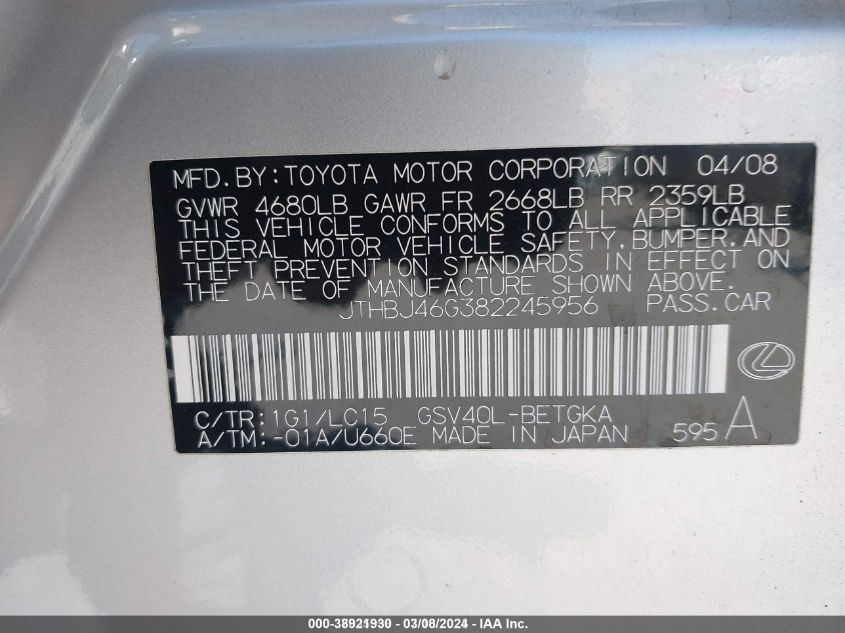 MFD. BY: TOYOTA MOTOR CORPORATION 04/08
GVWR 4680LB GAWR FR 2668LB RR 2359LB
THIS VEHICLE CONFORMS TO ALL APPLICABLE
FEDERAL MOTOR VEHICLE SAFETY, BUMPER, AND
THEFT PREVENTION STANDARDS IN EFFECT ON
THE DATE OF MANUFACTURE SHOWN ABOVE.
JTHBJ46G382245956 PASS. CAR
C/TR: 1G1/LC15 GSV40L-BETGKA
A/TM: -01A/U660E MADE IN JAPAN 595 A
000-38921930 - 03/08/2024 - IAA Inc.